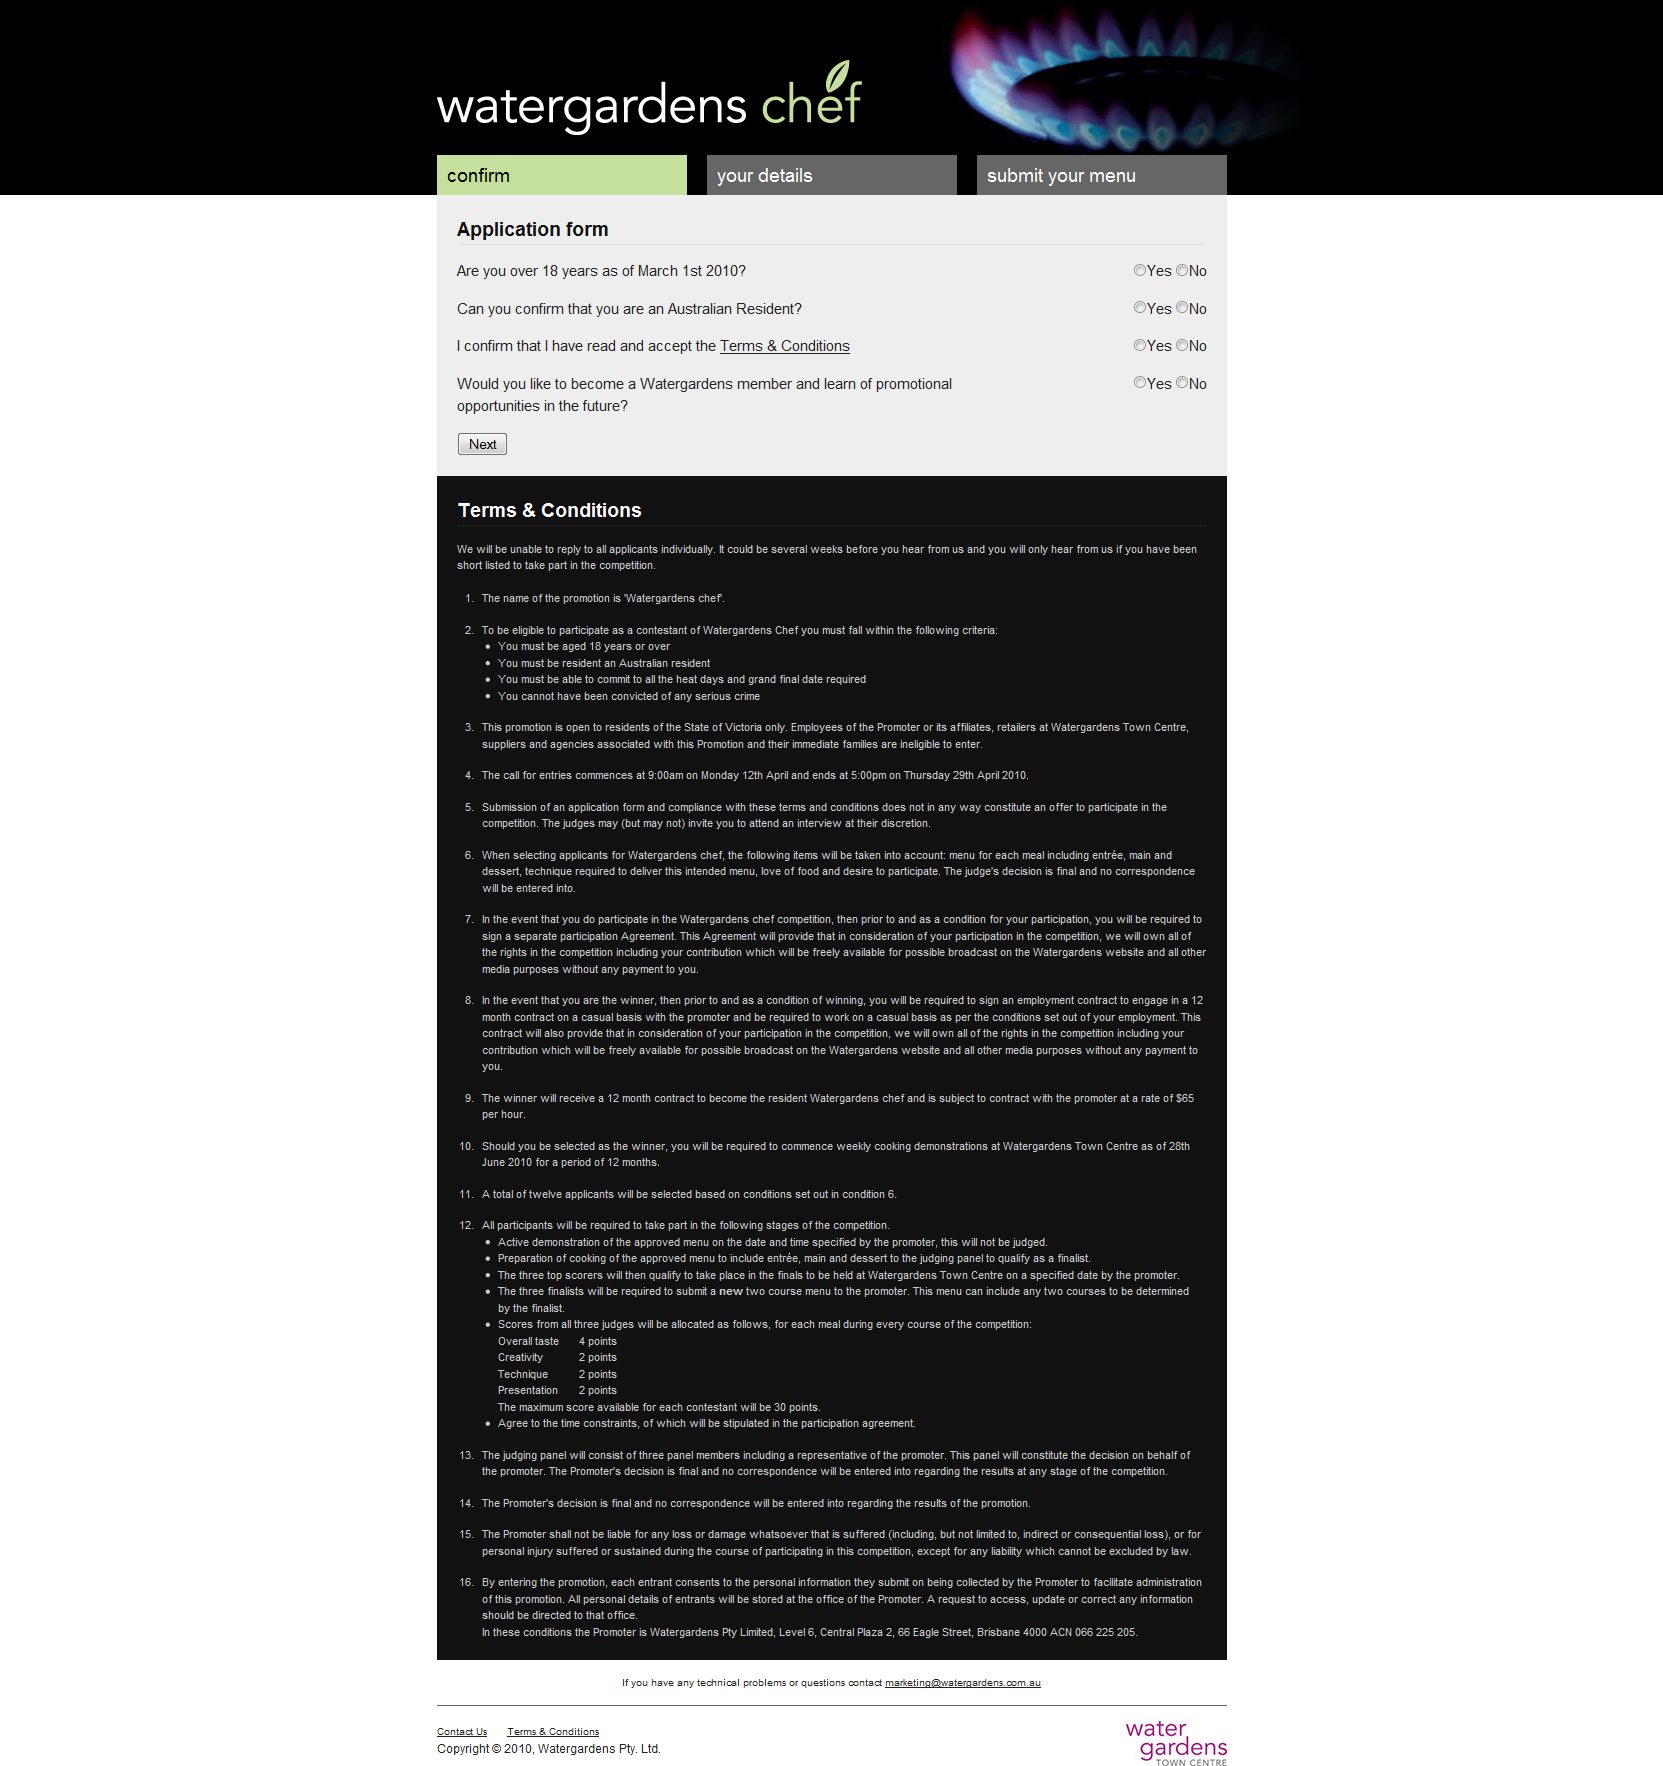 watergardens chef
confirm
your details
submit your menu
Application form
Are you over 18 years as of March 1st 2010? Yes No
Can you confirm that you are an Australian Resident? Yes No
I confirm that I have read and accept the Terms & Conditions Yes No
Would you like to become a Watergardens member and learn of promotional Yes No
opportunities in the future?
Next
Terms & Conditions
We will be unable to reply to all applicants individually. It could be several weeks before you hear from us and you will only hear from us if you have been
short listed to take part in the competition.
1. The name of the promotion is 'Watergardens chef'.
2. To be eligible to participate as a contestant of Watergardens Chef you must fall within the following criteria:
• You must be aged 18 years or over
• You must be resident an Australian resident
• You must be able to commit to all the heat days and grand final date required
• You cannot have been convicted of any serious crime
3. This promotion is open to residents of the State of Victoria only. Employees of the Promoter or its affiliates, retailers at Watergardens Town Centre,
suppliers and agencies associated with this Promotion and their immediate families are ineligible to enter.
4. The call for entries commences at 9:00am on Monday 12th April and ends at 5:00pm on Thursday 29th April 2010.
5. Submission of an application form and compliance with these terms and conditions does not in any way constitute an offer to participate in the
competition. The judges may (but may not) invite you to attend an interview at their discretion.
6. When selecting applicants for Watergardens chef, the following items will be taken into account: menu for each meal including entrée, main and
dessert, technique required to deliver this intended menu, love of food and desire to participate. The judge's decision is final and no correspondence
will be entered into.
7. In the event that you do participate in the Watergardens chef competition, then prior to and as a condition for your participation, you will be required to
sign a separate participation Agreement. This Agreement will provide that in consideration of your participation in the competition, we will own all of
the rights in the competition including your contribution which will be freely available for possible broadcast on the Watergardens website and all other
media purposes without any payment to you.
8. In the event that you are the winner, then prior to and as a condition of winning, you will be required to sign an employment contract to engage in a 12
month contract on a casual basis with the promoter and be required to work on a casual basis as per the conditions set out of your employment. This
contract will also provide that in consideration of your participation in the competition, we will own all of the rights in the competition including your
contribution which will be freely available for possible broadcast on the Watergardens website and all other media purposes without any payment to
you.
9. The winner will receive a 12 month contract to become the resident Watergardens chef and is subject to contract with the promoter at a rate of $65
per hour.
10. Should you be selected as the winner, you will be required to commence weekly cooking demonstrations at Watergardens Town Centre as of 28th
June 2010 for a period of 12 months.
11. A total of twelve applicants will be selected based on conditions set out in condition 6.
12. All participants will be required to take part in the following stages of the competition.
• Active demonstration of the approved menu on the date and time specified by the promoter, this will not be judged.
• Preparation of cooking of the approved menu to include entrée, main and dessert to the judging panel to qualify as a finalist.
• The three top scorers will then qualify to take place in the finals to be held at Watergardens Town Centre on a specified date by the promoter.
• The three finalists will be required to submit a new two course menu to the promoter. This menu can include any two courses to be determined
by the finalist.
• Scores from all three judges will be allocated as follows, for each meal during every course of the competition:
Overall taste 4 points
Creativity 2 points
Technique 2 points
Presentation 2 points
The maximum score available for each contestant will be 30 points.
• Agree to the time constraints, of which will be stipulated in the participation agreement.
13. The judging panel will consist of three panel members including a representative of the promoter. This panel will constitute the decision on behalf of
the promoter. The Promoter's decision is final and no correspondence will be entered into regarding the results at any stage of the competition.
14. The Promoter's decision is final and no correspondence will be entered into regarding the results of the promotion.
15. The Promoter shall not be liable for any loss or damage whatsoever that is suffered (including, but not limited to, indirect or consequential loss), or for
personal injury suffered or sustained during the course of participating in this competition, except for any liability which cannot be excluded by law.
16. By entering the promotion, each entrant consents to the personal information they submit on being collected by the Promoter to facilitate administration
of this promotion. All personal details of entrants will be stored at the office of the Promoter. A request to access, update or correct any information
should be directed to that office.
In these conditions the Promoter is Watergardens Pty Limited, Level 6, Central Plaza 2, 66 Eagle Street, Brisbane 4000 ACN 066 225 205.
If you have any technical problems or questions contact marketing@watergardens.com.au
Contact Us Terms & Conditions
Copyright © 2010, Watergardens Pty. Ltd.
water
gardens
TOWN CENTRE